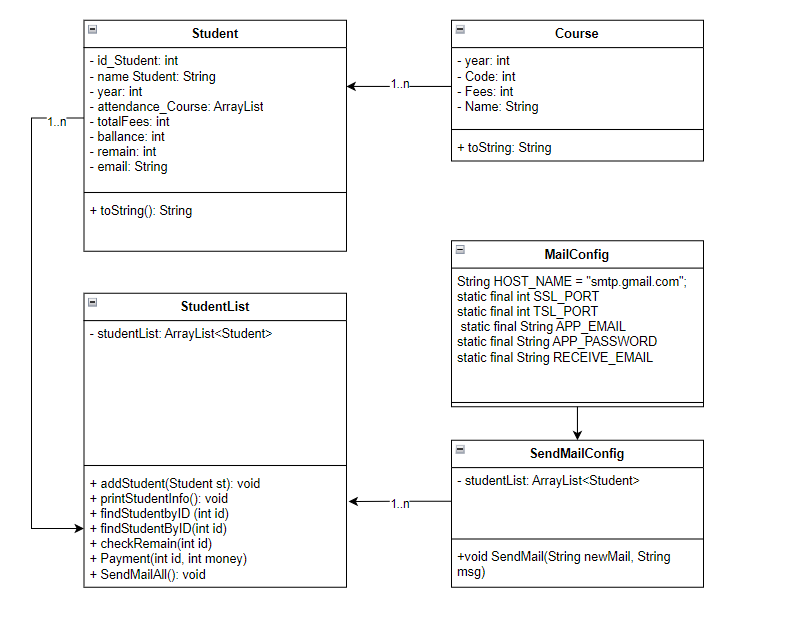 Student
- id_Student: int
- name Student: String
- year: int
- attendance_Course: ArrayList
- totalFees: int
- ballance: int
- remain: int
- email: String
+ toString(): String
1..n
Course
- year: int
- Code: int
- Fees: int
- Name: String
+ toString: String
1..n
StudentList
- studentList: ArrayList<Student>
+ addStudent(Student st): void
+ printStudentInfo(): void
+ findStudentbyID (int id)
+ findStudentByID(int id)
+ checkRemain(int id)
+ Payment(int id, int money)
+ SendMailAll(): void
MailConfig
String HOST_NAME = "smtp.gmail.com";
static final int SSL_PORT
static final int TSL_PORT
static final String APP_EMAIL
static final String APP_PASSWORD
static final String RECEIVE_EMAIL
1..n
SendMailConfig
- studentList: ArrayList<Student>
+void SendMail(String newMail, String
msg)